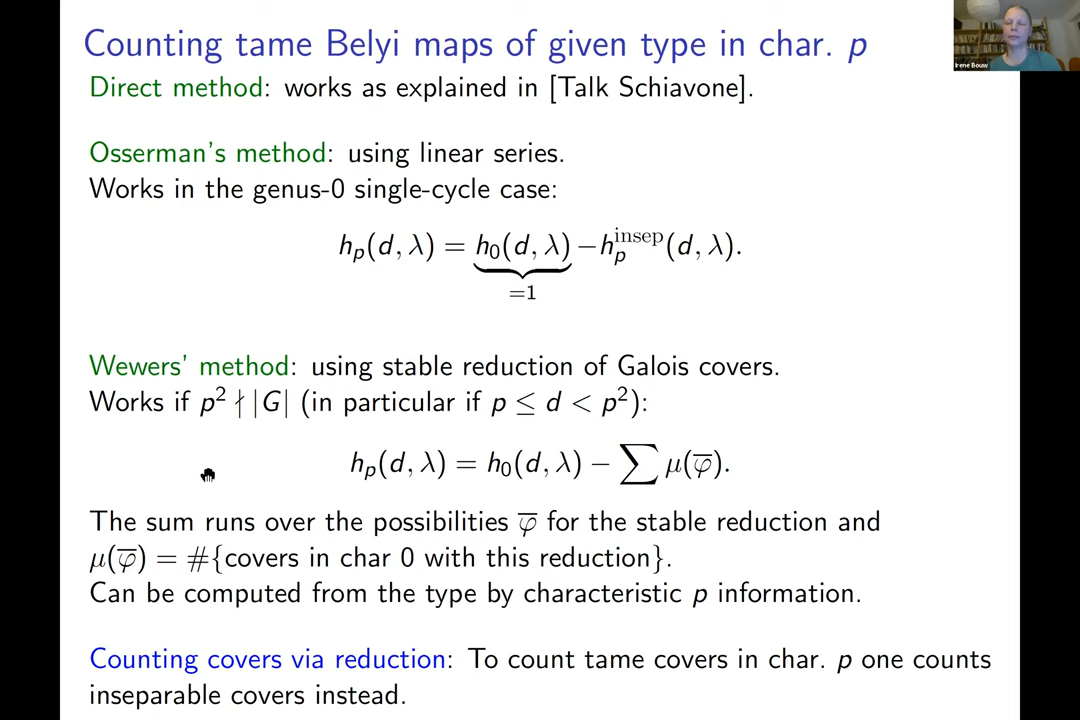 Counting tame Belyi maps of given type in char. p
Irene Bouw
Direct method: works as explained in [Talk Schiavone].
Osserman's method: using linear series.
Works in the genus-0 single-cycle case:
hₚ(d, λ) = h₀(d, λ) − hₚ^insep(d, λ).
=1
Wewers' method: using stable reduction of Galois covers.
Works if p² ∤ |G| (in particular if p ≤ d < p²):
hₚ(d, λ) = h₀(d, λ) − ∑ μ(φ̅).
The sum runs over the possibilities φ̅ for the stable reduction and
μ(φ̅) = #{covers in char 0 with this reduction}.
Can be computed from the type by characteristic p information.
Counting covers via reduction: To count tame covers in char. p one counts
inseparable covers instead.